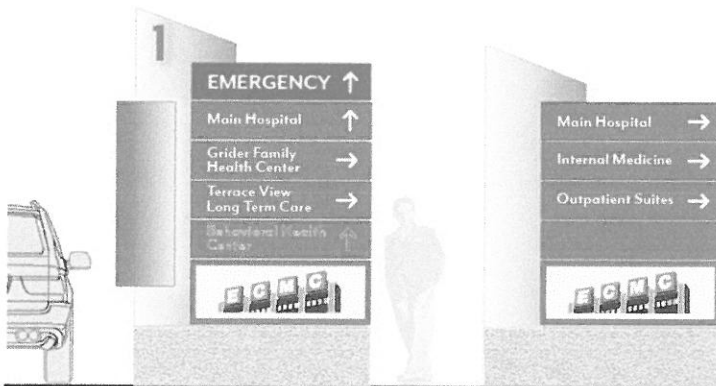 1
EMERGENCY ↑
Main Hospital ↑
Grider Family →
Health Center
Terrace View →
Long Term Care
Behavioral Health ↑
Center
ECMC
Main Hospital →
Internal Medicine →
Outpatient Suites →
ECMC